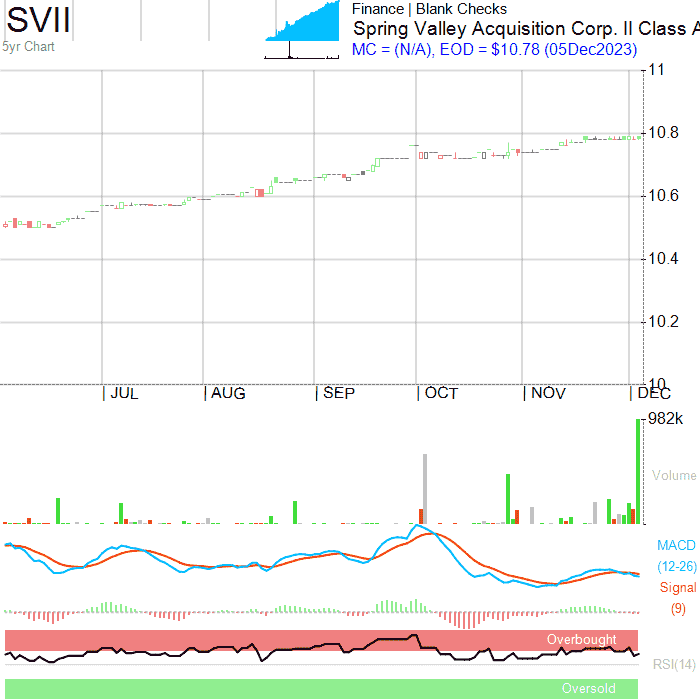 SVII
5yr Chart
Finance | Blank Checks
Spring Valley Acquisition Corp. II Class A
MC = (N/A), EOD = $10.78 (05Dec2023)
11
10.8
10.6
10.4
10.2
10
| JUL | AUG | SEP | OCT | NOV | DEC
982k
Volume
MACD
(12-26)
Signal
(9)
Overbought
RSI(14)
Oversold